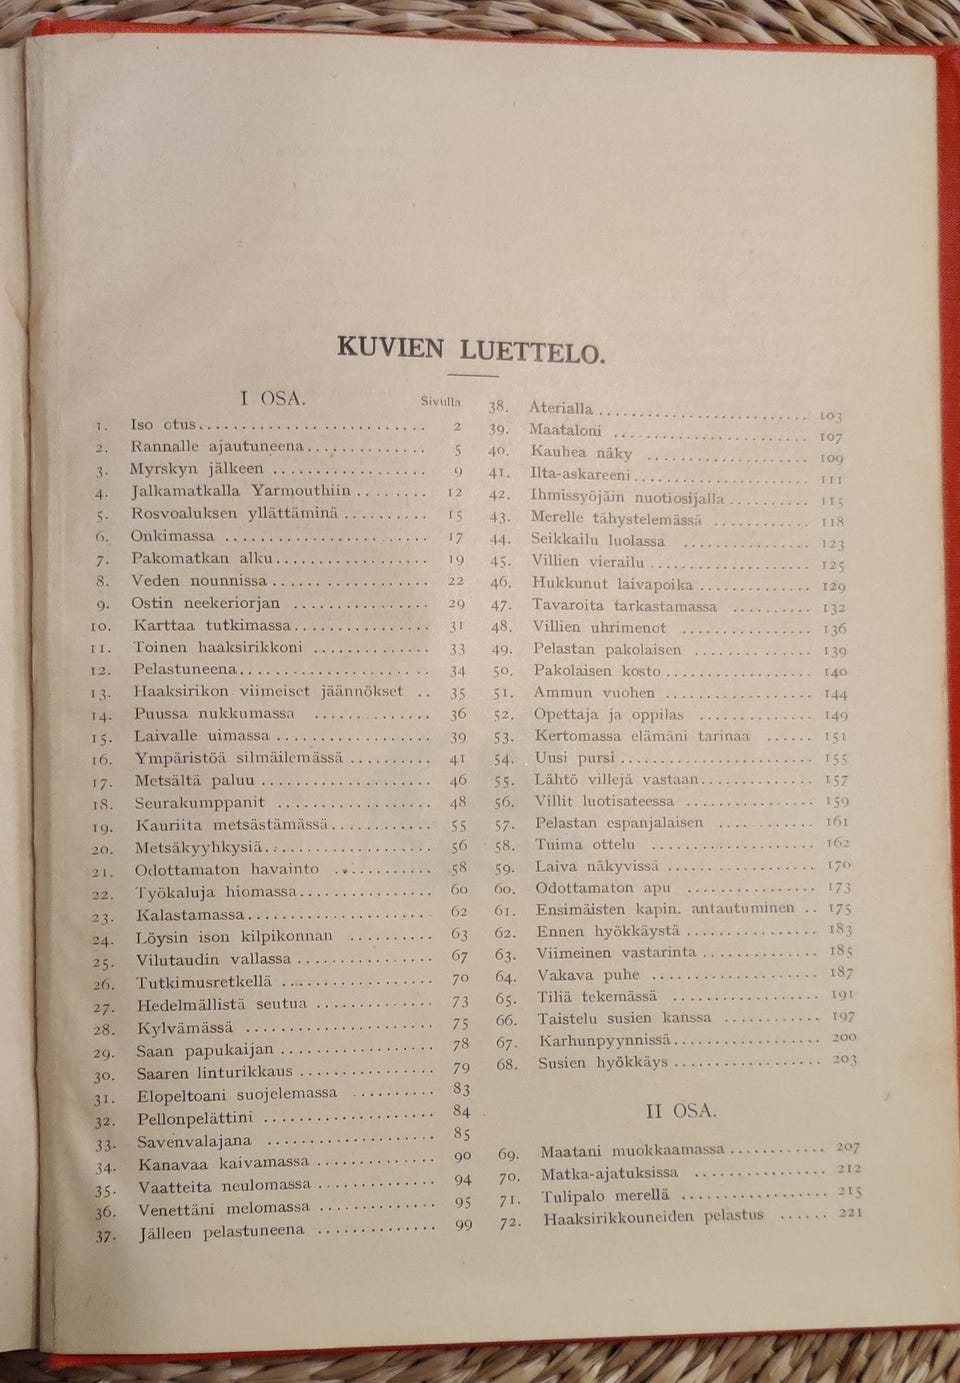 KUVIEN LUETTELO.
I OSA.
Sivulla
1. Iso otus 2
2. Rannalle ajautuneena 5
3. Myrskyn jälkeen 9
4. Jalkamatkalla Yarmouthiin 12
5. Rosvoaluksen yllättäminä 15
6. Onkimassa 17
7. Pakomatkan alku 19
8. Veden nounnissa 22
9. Ostin neekeriorjan 29
10. Karttaa tutkimassa 31
11. Toinen haaksirikkoni 33
12. Pelastuneena 34
13. Haaksirikon viimeiset jäännökset 35
14. Puussa nukkumassa 36
15. Laivalle uimassa 39
16. Ympäristöä silmäilemässä 41
17. Metsältä paluu 46
18. Seurakumppanit 48
19. Kauriita metsästämässä 55
20. Metsäkyyhkysiä 56
21. Odottamaton havainto 58
22. Työkaluja hiomassa 60
23. Kalastamassa 62
24. Löysin ison kilpikonnan 63
25. Vilutaudin vallassa 67
26. Tutkimusretkellä 70
27. Hedelmällistä seutua 73
28. Kylvämässä 75
29. Saan papukaijan 78
30. Saaren linturikkaus 79
31. Elopeltoani suojelemassa 83
32. Pellonpelättini 84
33. Savenvalajana 85
34. Kanavaa kaivamassa 90
35. Vaatteita neulomassa 94
36. Venettäni melomassa 95
37. Jälleen pelastuneena 99
38. Aterialla 103
39. Maataloni 107
40. Kauhea näky 109
41. Ilta-askareeni 111
42. Ihmissyöjäin nuotiosijalla 115
43. Merelle tähystelemässä 118
44. Seikkailu luolassa 123
45. Villien vierailu 125
46. Hukkunut laivapoika 129
47. Tavaroita tarkastamassa 132
48. Villien uhrimenot 136
49. Pelastan pakolaisen 139
50. Pakolaisen kosto 140
51. Ammun vuohen 144
52. Opettaja ja oppilas 149
53. Kertomassa elämäni tarinaa 151
54. Uusi pursi 155
55. Lähtö villejä vastaan 157
56. Villit luotisateessa 159
57. Pelastan espanjalaisen 161
58. Tuima ottelu 162
59. Laiva näkyvissä 170
60. Odottamaton apu 173
61. Ensimäisten kapin. antautuminen 175
62. Ennen hyökkäystä 183
63. Viimeinen vastarinta 185
64. Vakava puhe 187
65. Tiliä tekemässä 191
66. Taistelu susien kanssa 197
67. Karhunpyynnissä 200
68. Susien hyökkäys 203
II OSA.
69. Maatani muokkaamassa 207
70. Matka-ajatuksissa 212
71. Tulipalo merellä 215
72. Haaksirikkouneiden pelastus 221